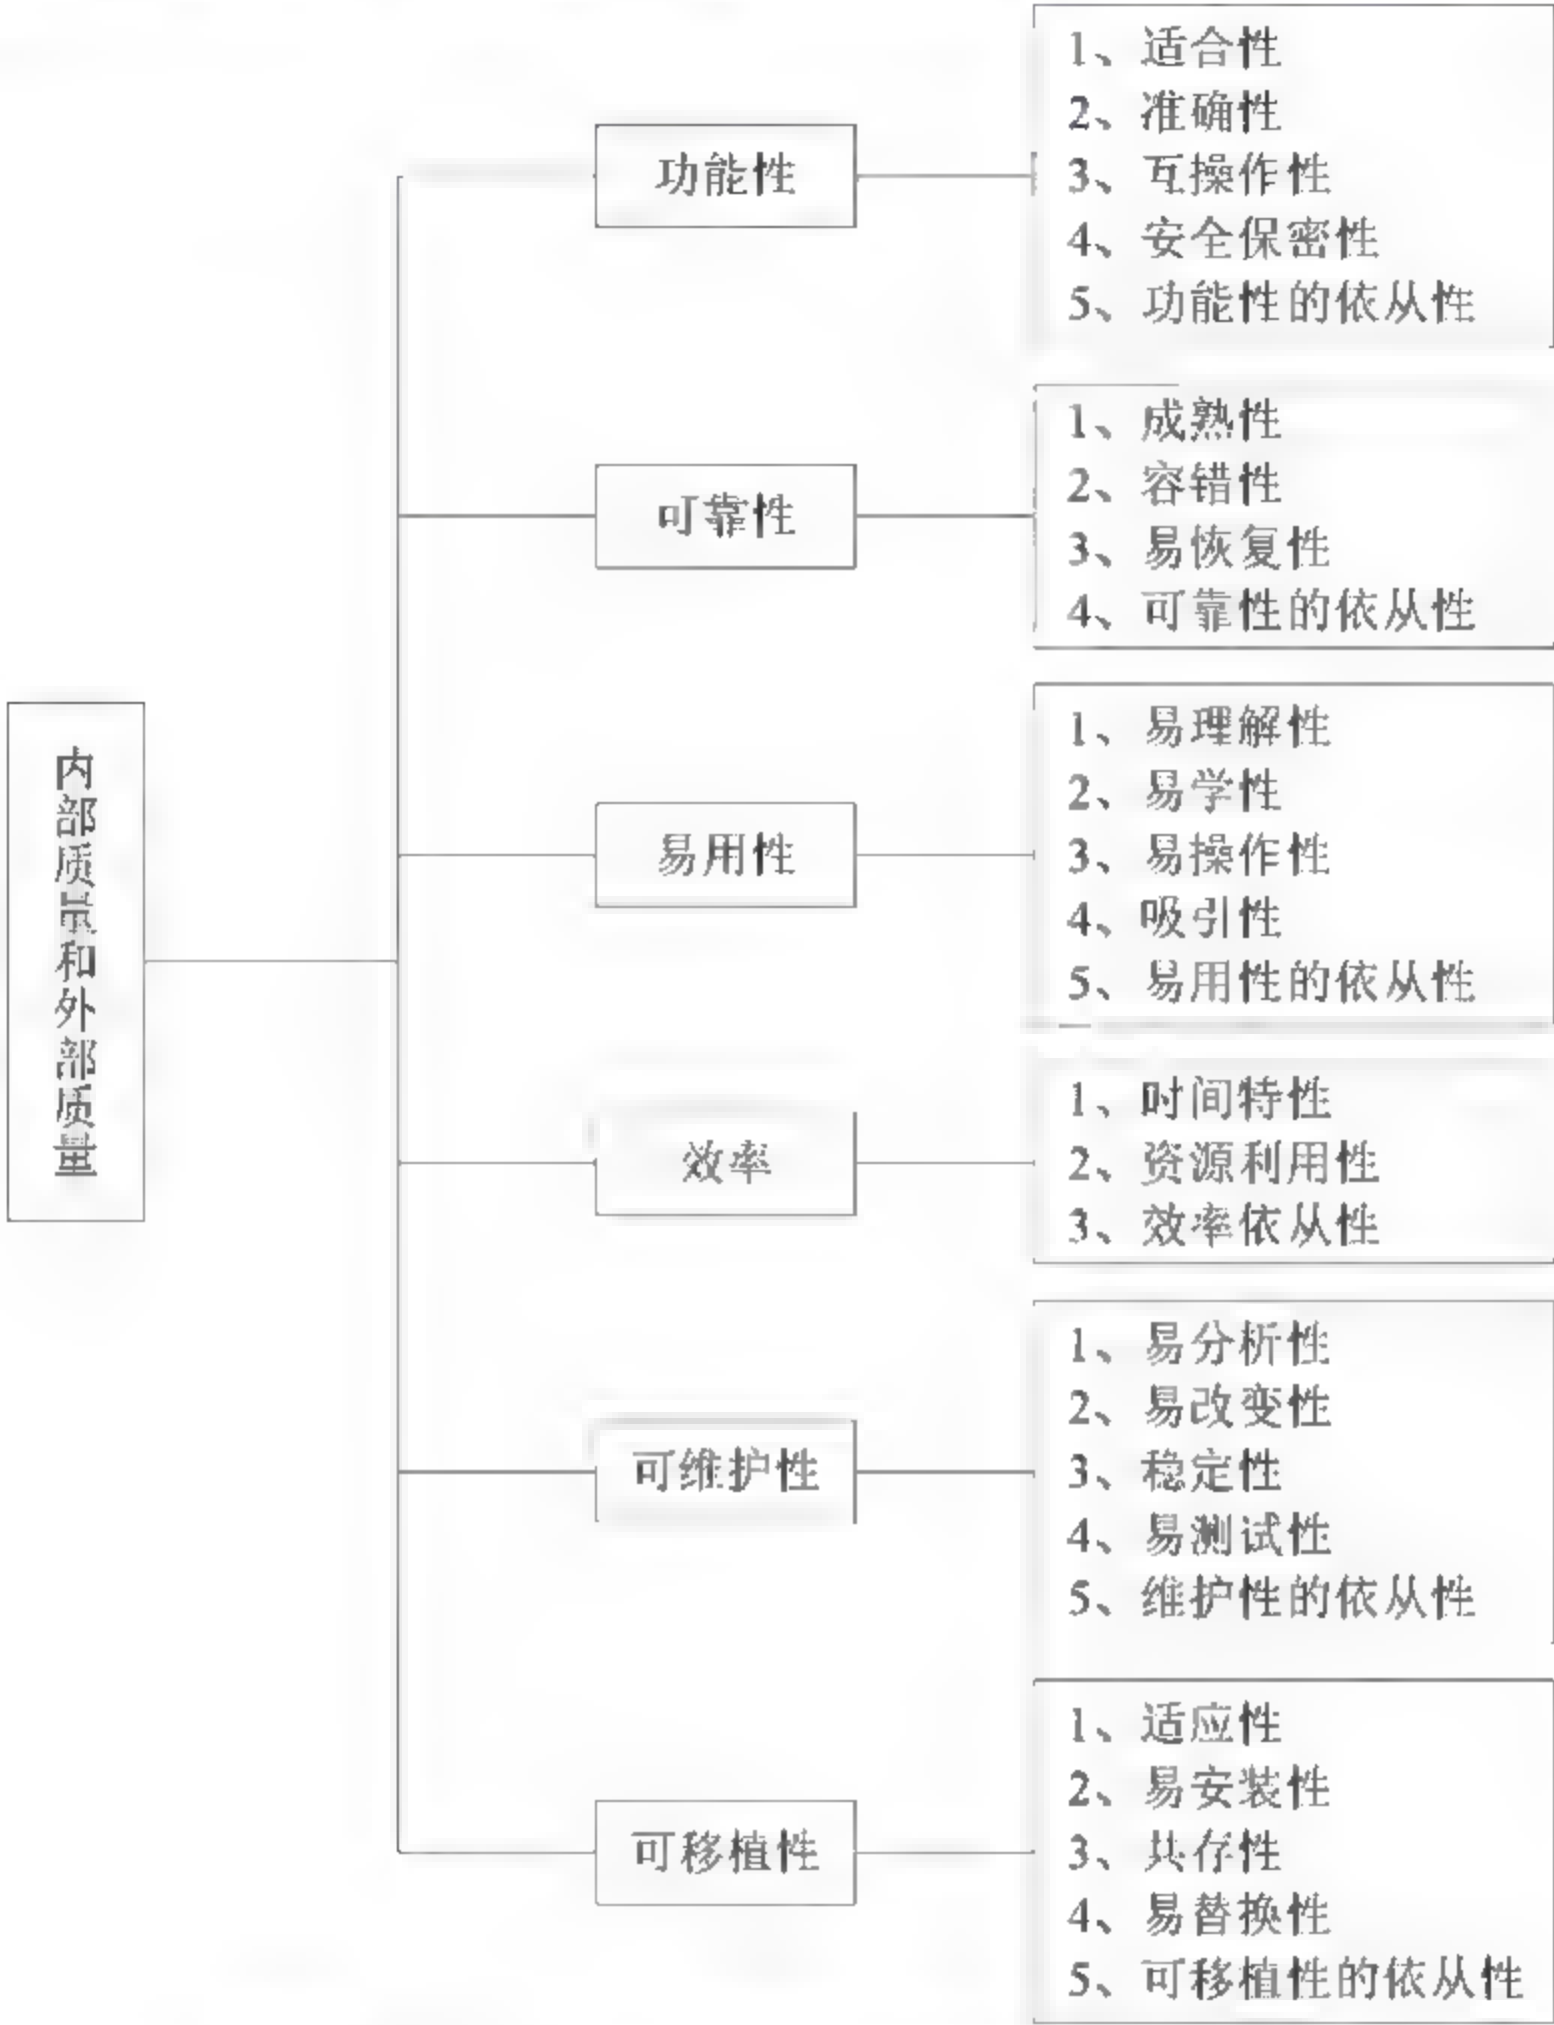 内部质量和外部质量
功能性
1、适合性
2、准确性
3、互操作性
4、安全保密性
5、功能性的依从性
可靠性
1、成熟性
2、容错性
3、易恢复性
4、可靠性的依从性
易用性
1、易理解性
2、易学性
3、易操作性
4、吸引性
5、易用性的依从性
效率
1、时间特性
2、资源利用性
3、效率依从性
可维护性
1、易分析性
2、易改变性
3、稳定性
4、易测试性
5、维护性的依从性
可移植性
1、适应性
2、易安装性
3、共存性
4、易替换性
5、可移植性的依从性